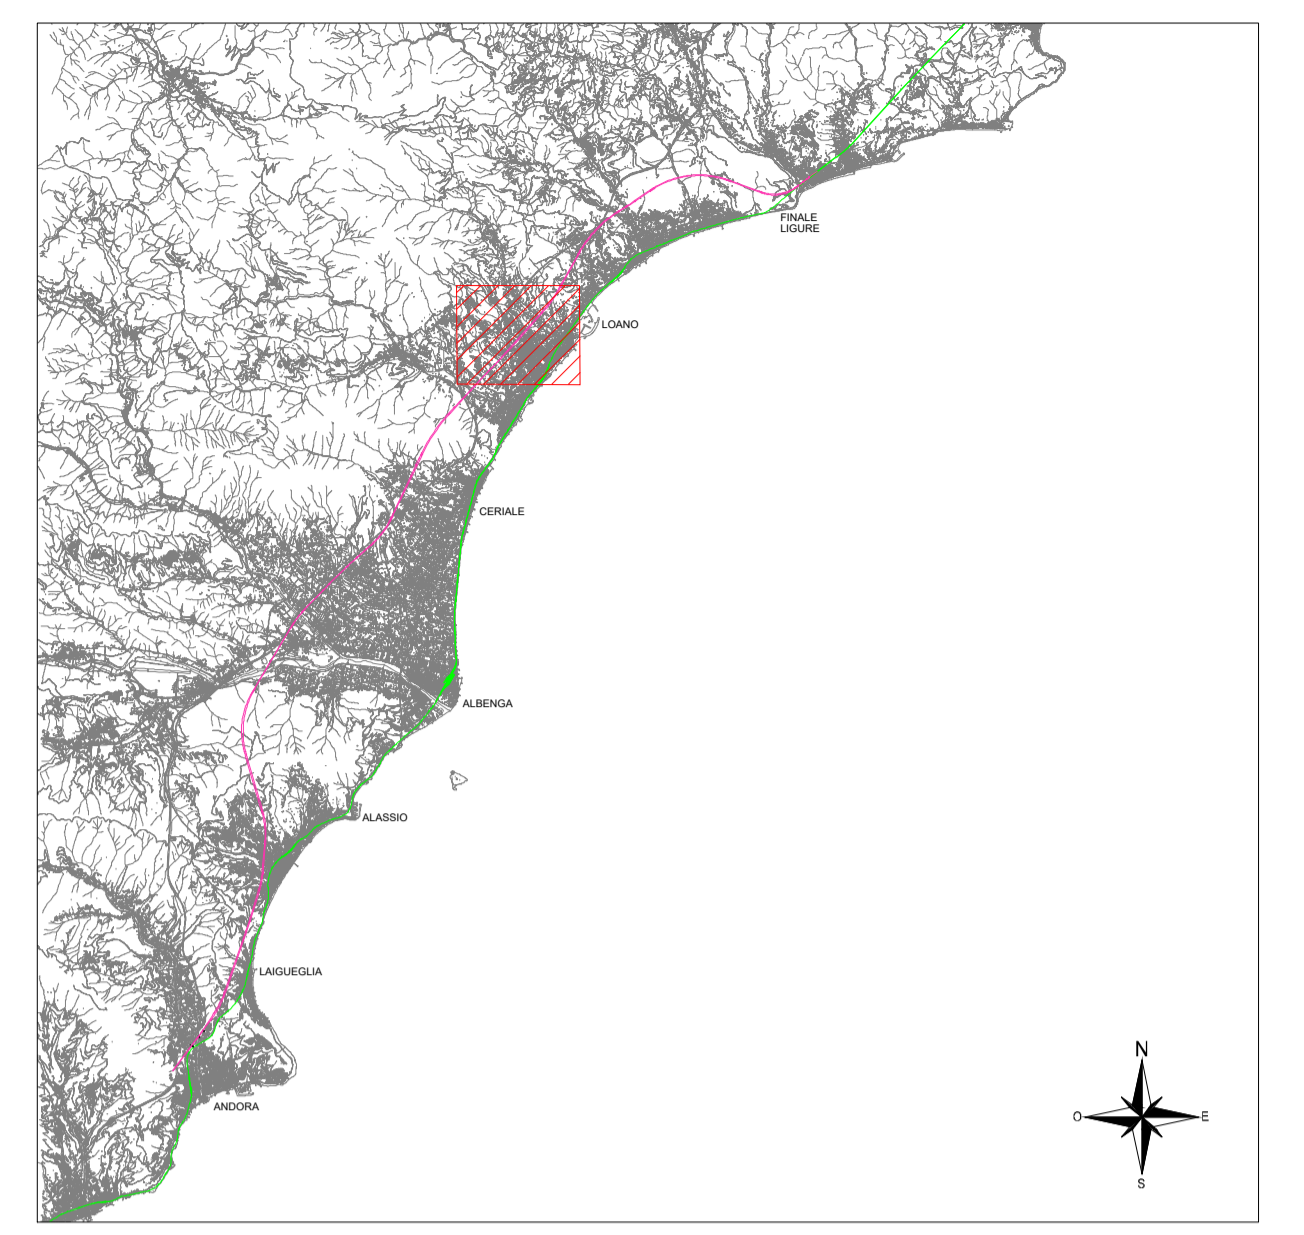 FINALE
LIGURE
LOANO
CERIALE
ALBENGA
ALASSIO
LAIGUEGLIA
ANDORA
N
O
E
S